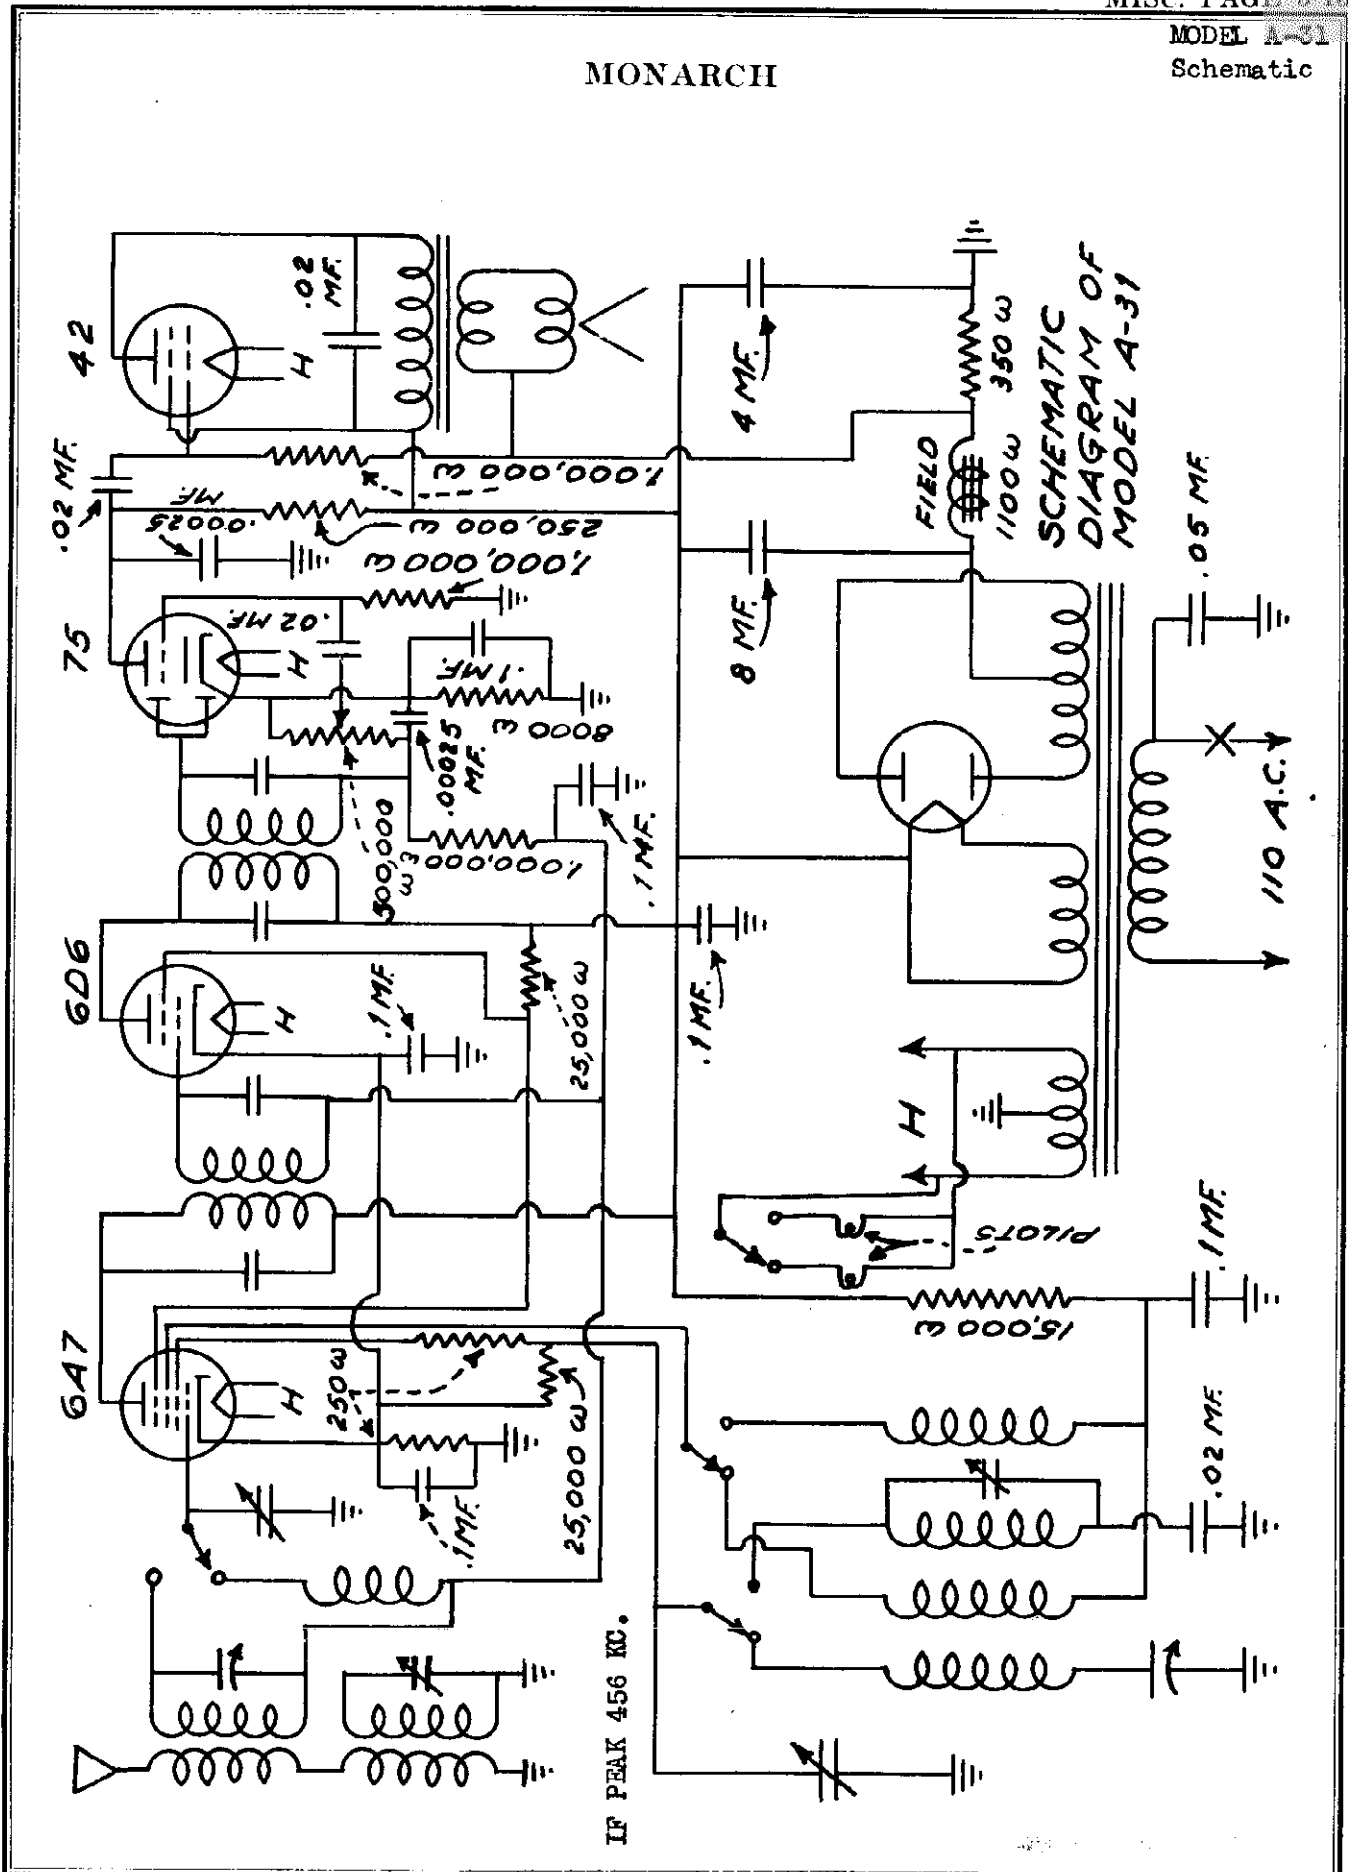 MONARCH
MODEL A-31
Schematic
42
.02
MF.
H
.02 MF.
1,000,000 ω
250,000 ω
.00025
MF.
1,000,000 ω
75
H
.02 MF.
.1 MF.
8000
ω
.00025
MF.
500,000
ω
1,000,000
ω
.1 MF.
6D6
H
.1 MF.
25,000 ω
.1 MF.
6A7
H
250 ω
.1 MF.
25,000 ω
IF PEAK 456 KC.
4 MF.
350 ω
FIELD
1100 ω
8 MF.
SCHEMATIC
DIAGRAM OF
MODEL A-31
.05 MF.
110 A.C.
H
PILOTS
15,000 ω
.1 MF.
.02 MF.